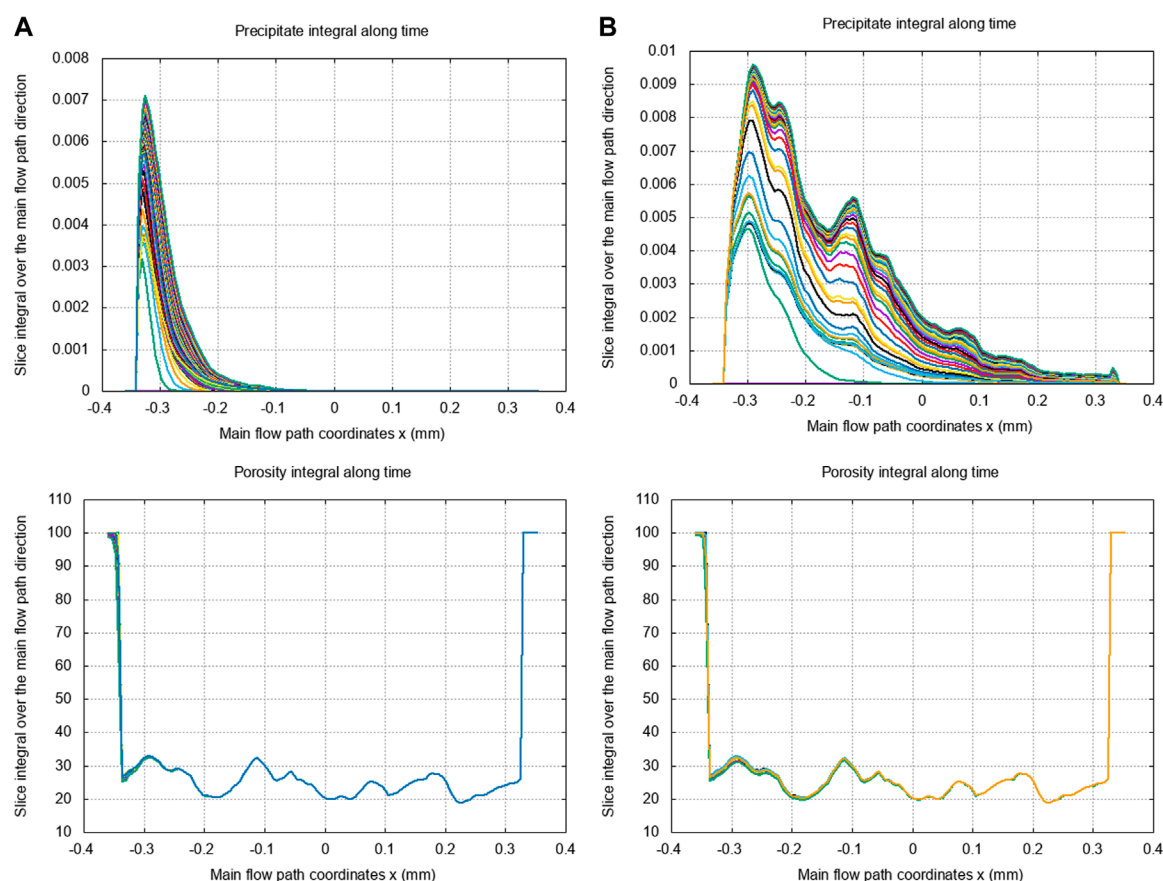 A
Precipitate integral along time
Slice integral over the main flow path direction
0.008
0.007
0.006
0.005
0.004
0.003
0.002
0.001
0
-0.4 -0.3 -0.2 -0.1 0 0.1 0.2 0.3 0.4
Main flow path coordinates x (mm)
B
Precipitate integral along time
Slice integral over the main flow path direction
0.01
0.009
0.008
0.007
0.006
0.005
0.004
0.003
0.002
0.001
0
-0.4 -0.3 -0.2 -0.1 0 0.1 0.2 0.3 0.4
Main flow path coordinates x (mm)
Porosity integral along time
Slice integral over the main flow path direction
110
100
90
80
70
60
50
40
30
20
10
-0.4 -0.3 -0.2 -0.1 0 0.1 0.2 0.3 0.4
Main flow path coordinates x (mm)
Porosity integral along time
Slice integral over the main flow path direction
110
100
90
80
70
60
50
40
30
20
10
-0.4 -0.3 -0.2 -0.1 0 0.1 0.2 0.3 0.4
Main flow path coordinates x (mm)